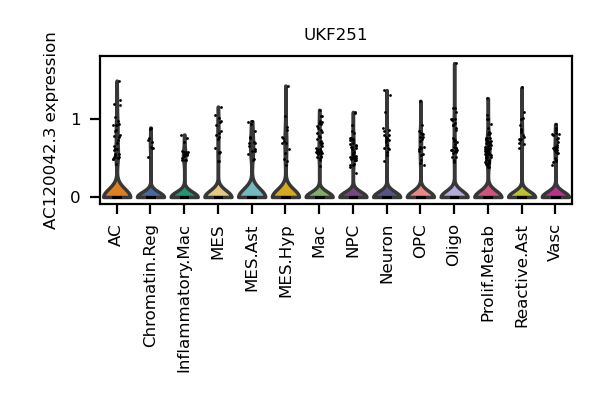 UKF251
AC120042.3 expression
1
0
AC
Chromatin.Reg
Inflammatory.Mac
MES
MES.Ast
MES.Hyp
Mac
NPC
Neuron
OPC
Oligo
Prolif.Metab
Reactive.Ast
Vasc